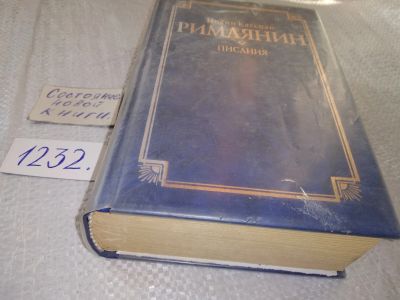 Иоанн Кассиан
РИМЛЯНИН
ПИСАНИЯ
Состояние
новой
книги.
1232.